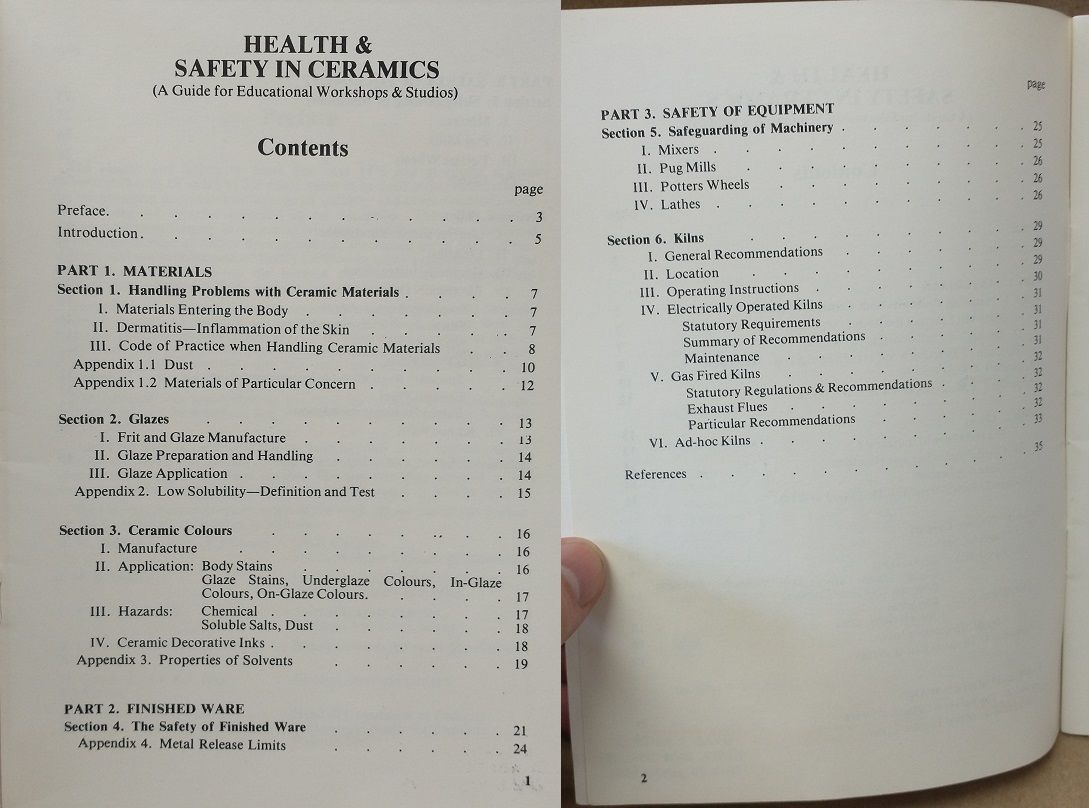 HEALTH &
SAFETY IN CERAMICS
(A Guide for Educational Workshops & Studios)
Contents
page
Preface. . . . . . . . . . . . . 3
Introduction . . . . . . . . . . . . 5
PART 1. MATERIALS
Section 1. Handling Problems with Ceramic Materials . . . . 7
I. Materials Entering the Body . . . . . . 7
II. Dermatitis—Inflammation of the Skin . . . . 7
III. Code of Practice when Handling Ceramic Materials . . 8
Appendix 1.1 Dust . . . . . . . . . 10
Appendix 1.2 Materials of Particular Concern . . . . 12
Section 2. Glazes . . . . . . . . . 13
I. Frit and Glaze Manufacture . . . . . . 13
II. Glaze Preparation and Handling . . . . . 14
III. Glaze Application . . . . . . . . 14
Appendix 2. Low Solubility—Definition and Test . . . . 15
Section 3. Ceramic Colours . . . . . . . 16
I. Manufacture . . . . . . . . 16
II. Application: Body Stains . . . . . . 16
Glaze Stains, Underglaze Colours, In-Glaze
Colours, On-Glaze Colours. . . . . 17
III. Hazards: Chemical . . . . . . . 17
Soluble Salts, Dust . . . . . 18
IV. Ceramic Decorative Inks . . . . . . . 18
Appendix 3. Properties of Solvents . . . . . 19
PART 2. FINISHED WARE
Section 4. The Safety of Finished Ware . . . . . 21
Appendix 4. Metal Release Limits . . . . . 24
1
page
PART 3. SAFETY OF EQUIPMENT
Section 5. Safeguarding of Machinery . . . . . . 25
I. Mixers . . . . . . . . . . 25
II. Pug Mills . . . . . . . . . 26
III. Potters Wheels . . . . . . . . 26
IV. Lathes . . . . . . . . . . 26
Section 6. Kilns . . . . . . . . . 29
I. General Recommendations . . . . . . 29
II. Location . . . . . . . . . 29
III. Operating Instructions . . . . . . . 30
IV. Electrically Operated Kilns . . . . . . 31
Statutory Requirements . . . . . . 31
Summary of Recommendations . . . . . 31
Maintenance . . . . . . . . 31
V. Gas Fired Kilns . . . . . . . . 32
Statutory Regulations & Recommendations . . . 32
Exhaust Flues . . . . . . . . 32
Particular Recommendations . . . . . 32
VI. Ad-hoc Kilns . . . . . . . . . 33
References . . . . . . . . . . 35
2